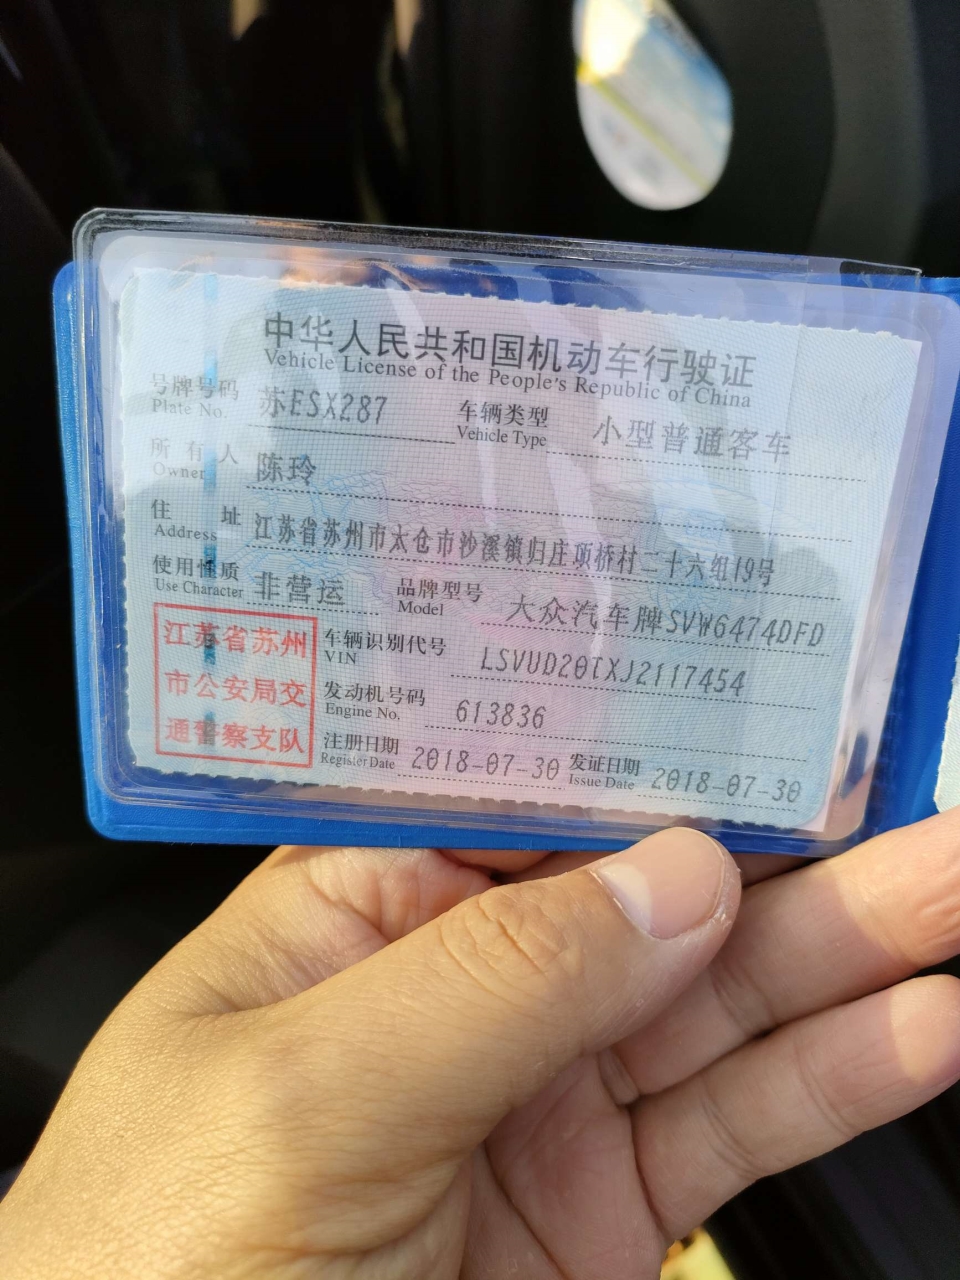 中华人民共和国机动车行驶证
Vehicle License of the People's Republic of China
号牌号码 苏ESX287 车辆类型 小型普通客车
Plate No. Vehicle Type
所有人 陈玲
Owner
住址 江苏省苏州市太仓市沙溪镇归庄项桥村二十六组19号
Address
使用性质 非营运 品牌型号 大众汽车牌SVW6474DFD
Use Character Model
江苏省苏州
市公安局交
通警察支队
车辆识别代号
VIN
发动机号码 613836
Engine No.
注册日期 2018-07-30 发证日期 2018-07-30
Register Date Issue Date